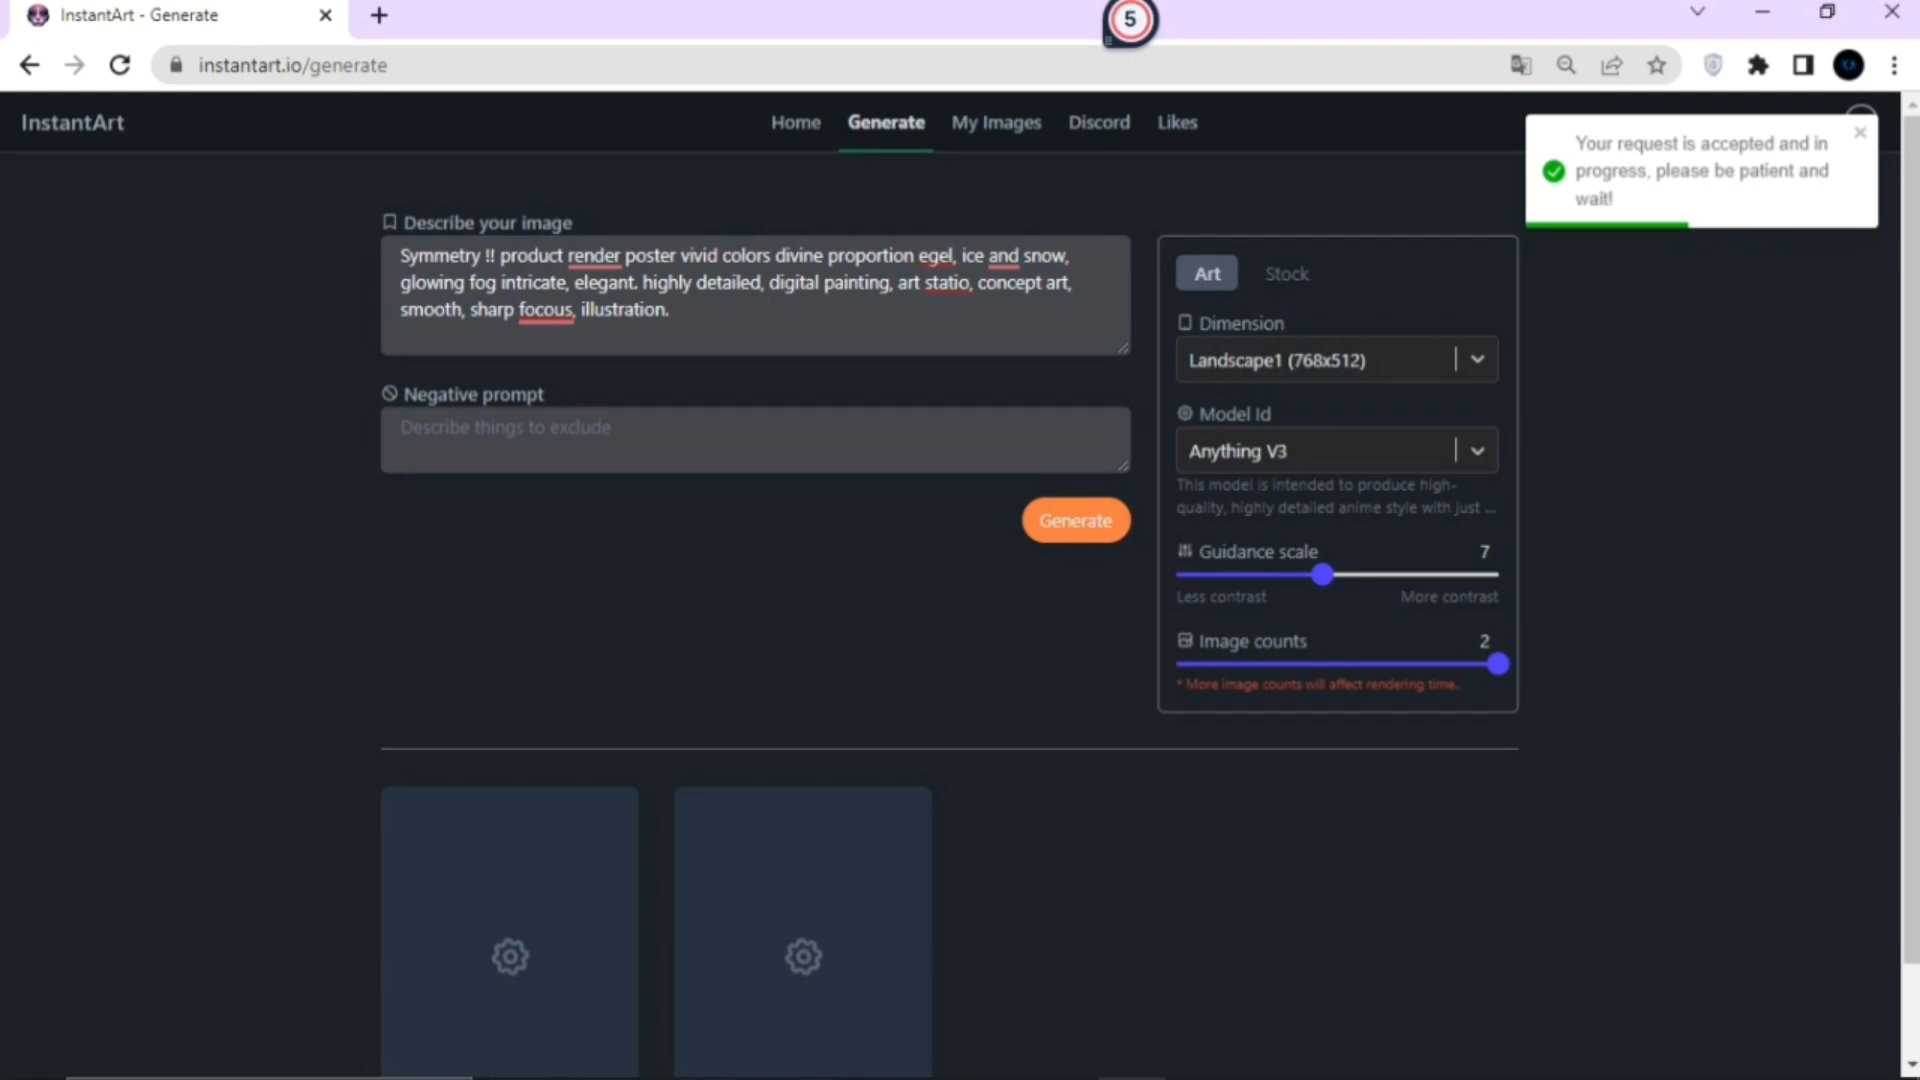 InstantArt - Generate
5
instantart.io/generate
InstantArt
Home
Generate
My Images
Discord
Likes
Your request is accepted and in
progress, please be patient and
wait!
Describe your image
Symmetry !! product render poster vivid colors divine proportion egel, ice and snow,
glowing fog intricate, elegant. highly detailed, digital painting, art statio, concept art,
smooth, sharp focous, illustration.
Negative prompt
Describe things to exclude
Generate
Art
Stock
Dimension
Landscape1 (768x512)
Model Id
Anything V3
This model is intended to produce high-
quality, highly detailed anime style with just ...
Guidance scale
7
Less contrast
More contrast
Image counts
2
* More image counts will affect rendering time..